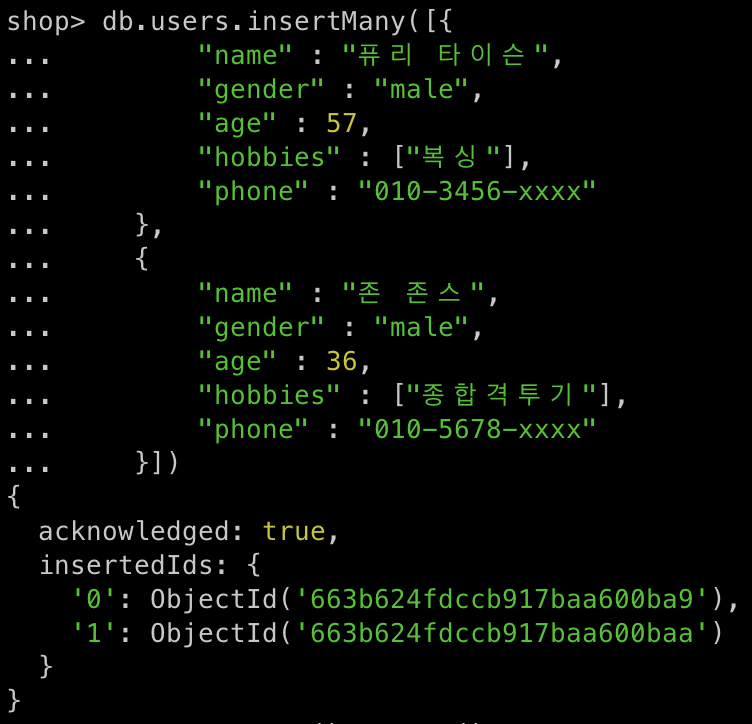 shop> db.users.insertMany([{
...         "name" : "퓨리 타이슨",
...         "gender" : "male",
...         "age" : 57,
...         "hobbies" : ["복싱"],
...         "phone" : "010-3456-xxxx"
...     },
...     {
...         "name" : "존 존스",
...         "gender" : "male",
...         "age" : 36,
...         "hobbies" : ["종합격투기"],
...         "phone" : "010-5678-xxxx"
...     }])
{
  acknowledged: true,
  insertedIds: {
    '0': ObjectId('663b624fdccb917baa600ba9'),
    '1': ObjectId('663b624fdccb917baa600baa')
  }
}